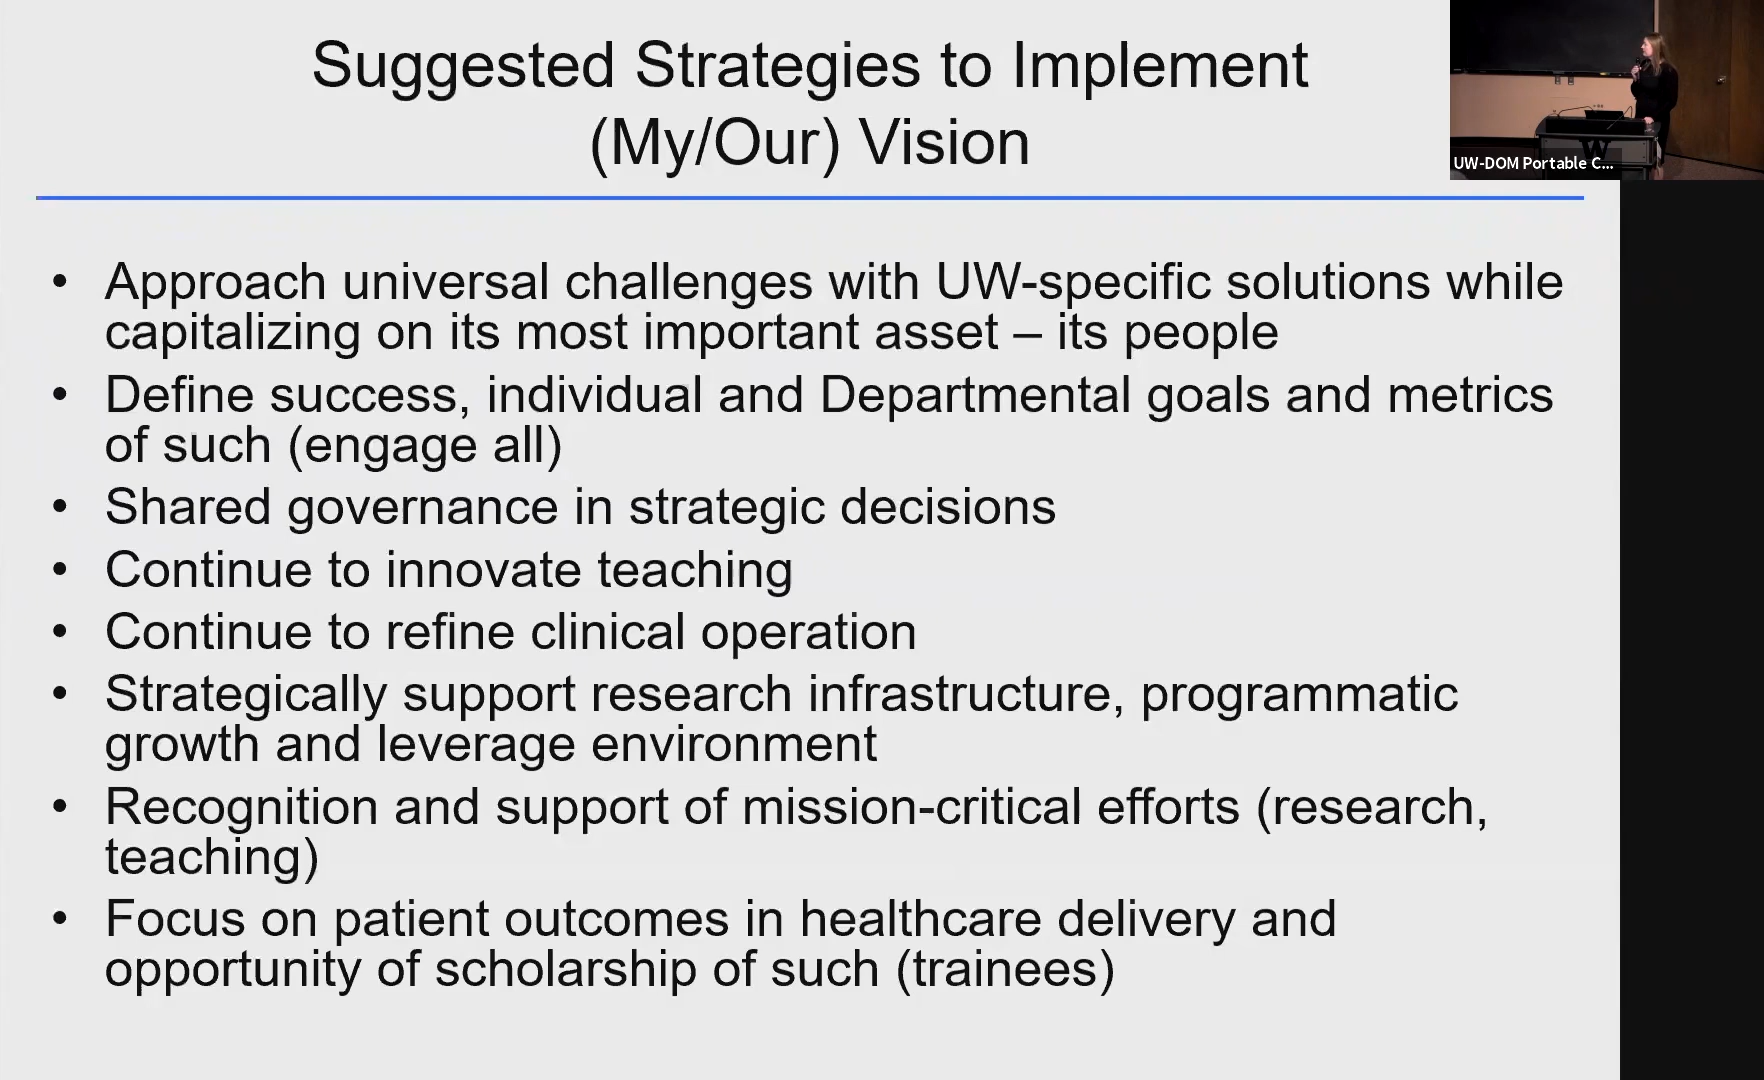 Suggested Strategies to Implement
(My/Our) Vision
UW-DOM Portable C...
• Approach universal challenges with UW-specific solutions while
capitalizing on its most important asset – its people
• Define success, individual and Departmental goals and metrics
of such (engage all)
• Shared governance in strategic decisions
• Continue to innovate teaching
• Continue to refine clinical operation
• Strategically support research infrastructure, programmatic
growth and leverage environment
• Recognition and support of mission-critical efforts (research,
teaching)
• Focus on patient outcomes in healthcare delivery and
opportunity of scholarship of such (trainees)